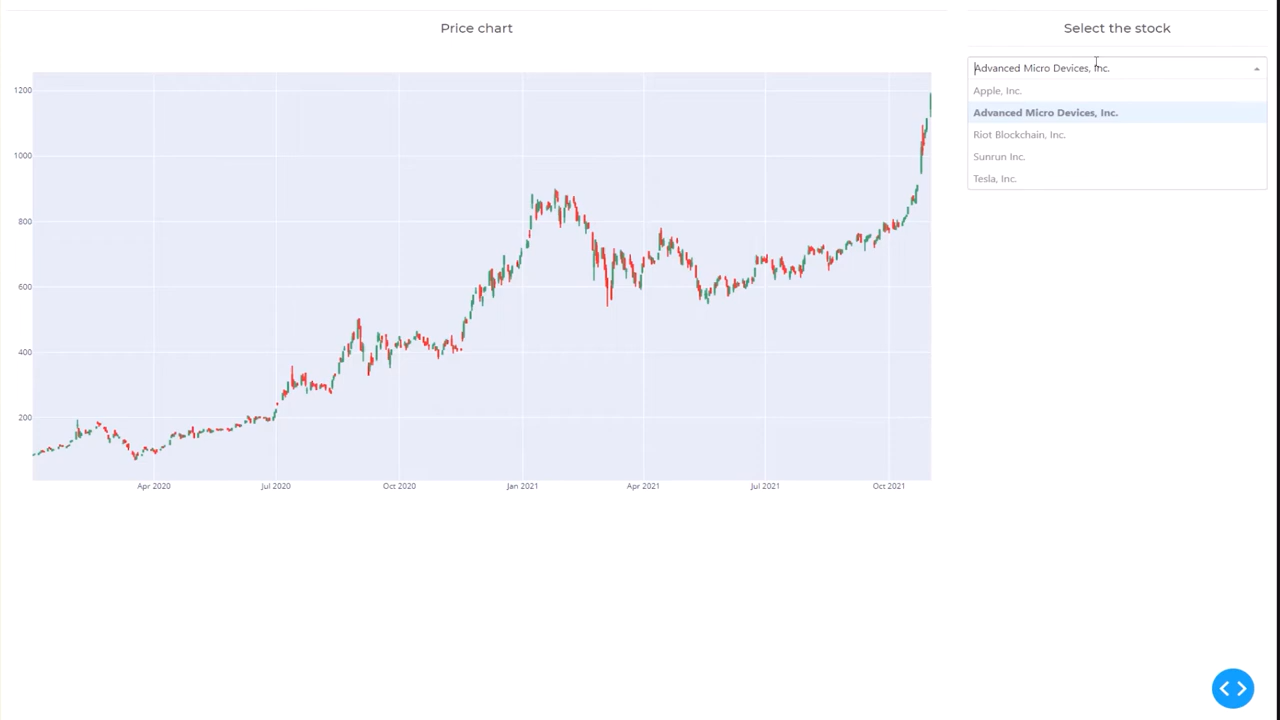 Price chart
Select the stock
Advanced Micro Devices, Inc.
Apple, Inc.
Advanced Micro Devices, Inc.
Riot Blockchain, Inc.
Sunrun Inc.
Tesla, Inc.
1200
1000
800
600
400
200
Apr 2020 Jul 2020 Oct 2020 Jan 2021 Apr 2021 Jul 2021 Oct 2021